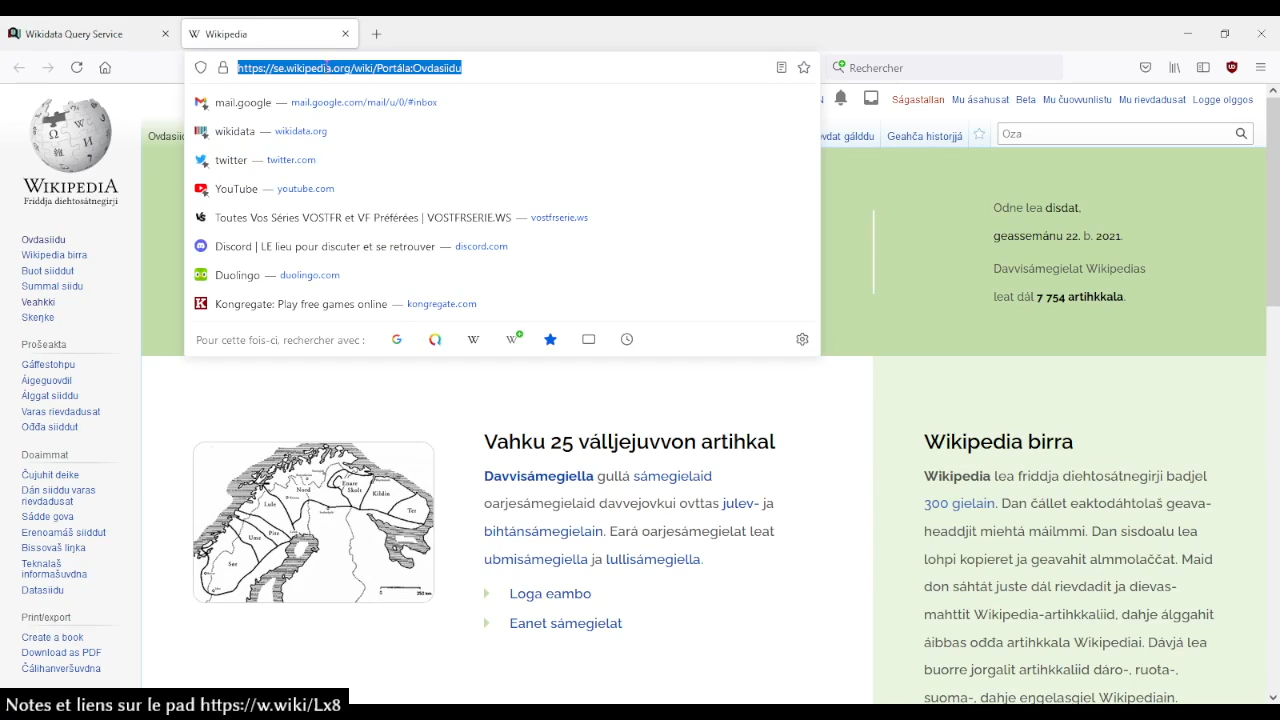 Wikidata Query Service
Wikipedia
https://se.wikipedia.org/wiki/Portála:Ovdasiidu
Rechercher
mail.google — mail.google.com/mail/u/0/#inbox
wikidata — wikidata.org
twitter — twitter.com
YouTube — youtube.com
Toutes Vos Séries VOSTFR et VF Préférées | VOSTFRSERIE.WS — vostfrserie.ws
Discord | LE lieu pour discuter et se retrouver — discord.com
Duolingo — duolingo.com
Kongregate: Play free games online — kongregate.com
Pour cette fois-ci, rechercher avec :
Ságastallan Mu ásahusat Beta Mu čuovvunlistu Mu rievdadusat Logge olggos
Geahča historjjá
Oza
WIKIPEDIA
Friddja diehtosátnegirji
Ovdasiidu
Wikipedia birra
Buot siiddut
Summal siidu
Veahkki
Skeŋke
Prošeakta
Gáffestohpu
Áigeguovdil
Álggat siiddu
Varas rievdadusat
Ođđa siiddut
Doaimmat
Čujuhit deike
Dán siiddu varas
rievdadusat
Sádde gova
Erenoamáš siiddut
Bissovaš liŋka
Teknalaš
informašuvdna
Datasiidu
Print/export
Create a book
Download as PDF
Čálihanveršuvdna
Odne lea disdat,
geassemánu 22. b. 2021.
Davvisámegielat Wikipedias
leat dál 7 754 artihkkala.
Vahku 25 válljejuvvon artihkal
Davvisámegiella gullá sámegielaid
oarjesámegielaid davvejovkui ovttas julev- ja
bihtánsámegielain. Eará oarjesámegielat leat
ubmisámegiella ja lullisámegiella.
Loga eambo
Eanet sámegielat
Wikipedia birra
Wikipedia lea friddja diehtosátnegirji badjel
300 gielain. Dan čállet eaktodáhtolaš geava-
headdjit miehtá máilmmi. Dan sisdoalu lea
lohpi kopieret ja geavahit almmolaččat. Maid
don sáhtát juste dál rievdadit ja dievas-
mahttit Wikipedia-artihkkaliid, dahje álggahit
áibbas ođđa artihkkala Wikipediai. Dávjá lea
buorre jorgalit artihkkaliid dáro-, ruoŧa-,
suoma-, dahje eŋgelasgiel Wikipediain.
Notes et liens sur le pad https://w.wiki/Lx8